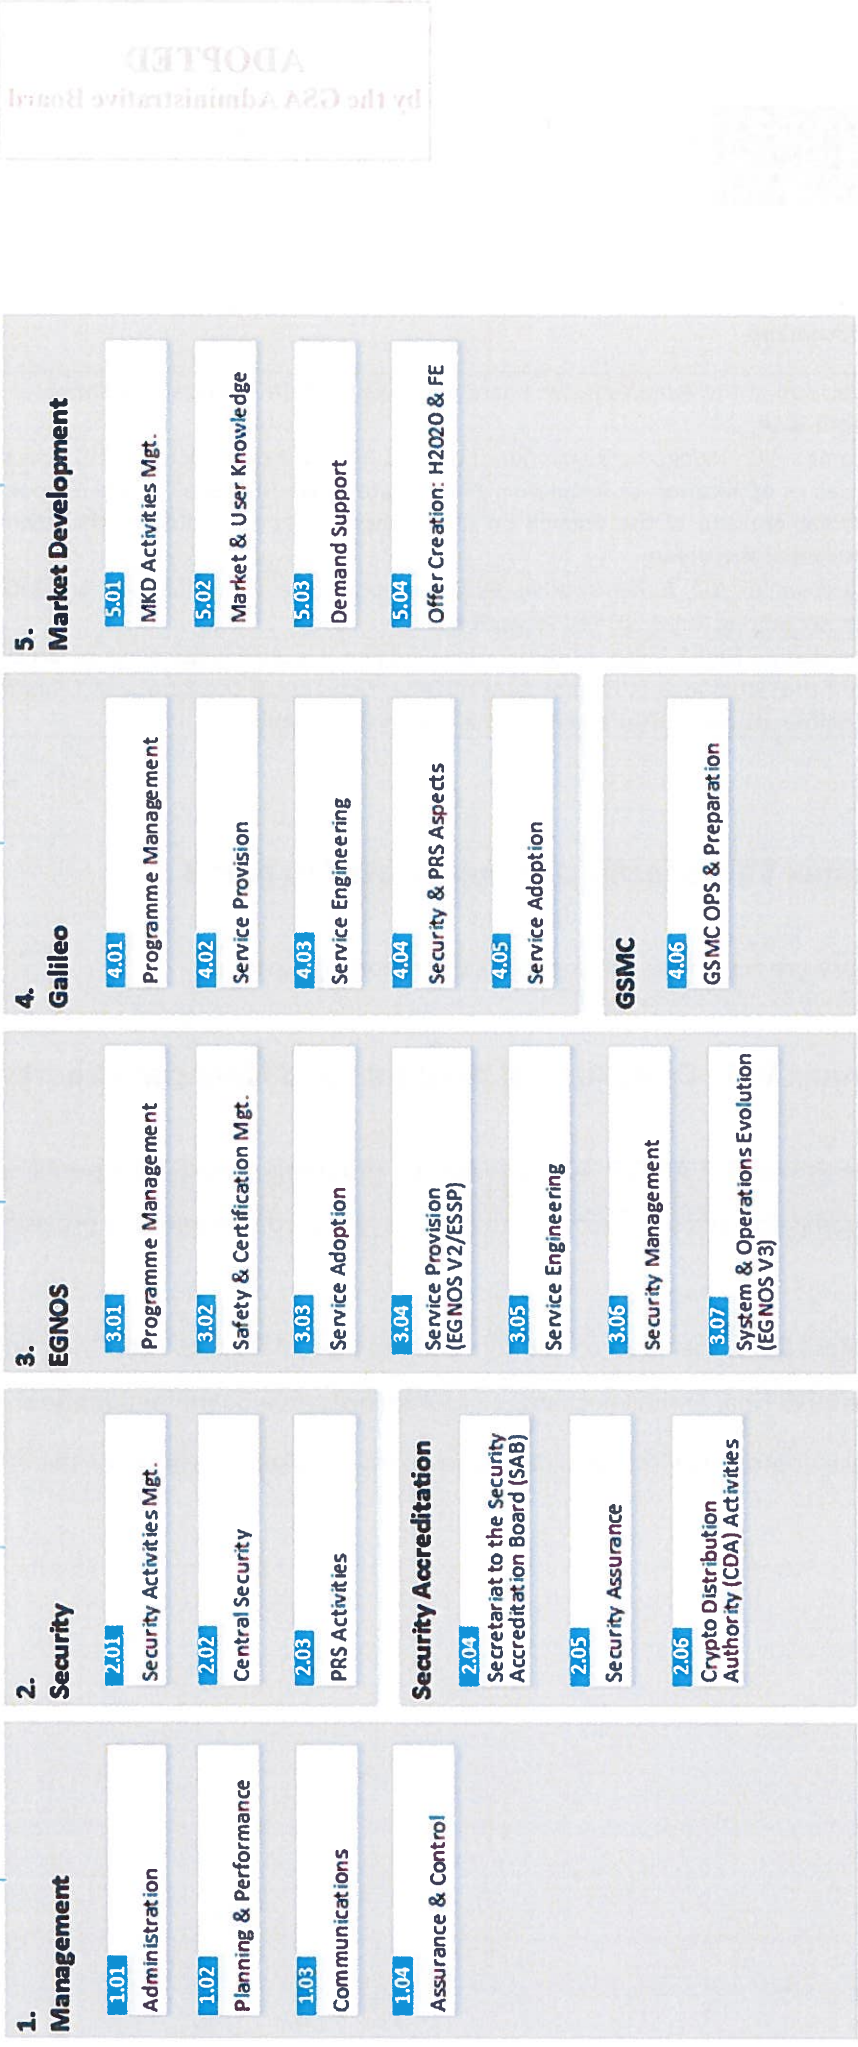 1.
Management
1.01
Administration
1.02
Planning & Performance
1.03
Communications
1.04
Assurance & Control
2.
Security
2.01
Security Activities Mgt.
2.02
Central Security
2.03
PRS Activities
Security Accreditation
2.04
Secretariat to the Security
Accreditation Board (SAB)
2.05
Security Assurance
2.06
Crypto Distribution
Authority (CDA) Activities
3.
EGNOS
3.01
Programme Management
3.02
Safety & Certification Mgt.
3.03
Service Adoption
3.04
Service Provision
(EGNOS V2/ESSP)
3.05
Service Engineering
3.06
Security Management
3.07
System & Operations Evolution
(EGNOS V3)
4.
Galileo
4.01
Programme Management
4.02
Service Provision
4.03
Service Engineering
4.04
Security & PRS Aspects
4.05
Service Adoption
GSMC
4.06
GSMC OPS & Preparation
5.
Market Development
5.01
MKD Activities Mgt.
5.02
Market & User Knowledge
5.03
Demand Support
5.04
Offer Creation: H2020 & FE
ADOPTED
by the GSA Administrative Board